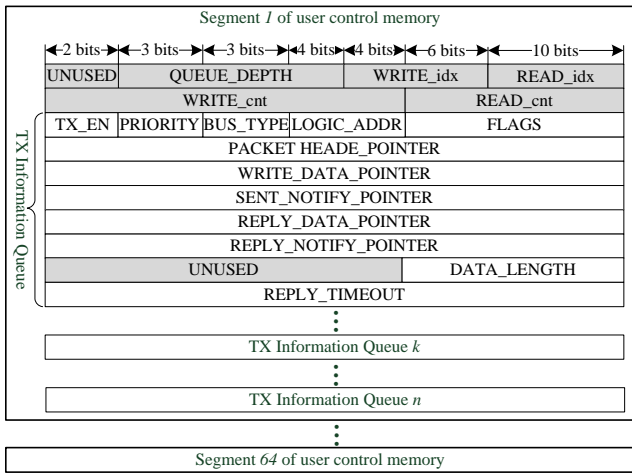 Segment 1 of user control memory
2 bits 3 bits 3 bits 4 bits 4 bits 6 bits 10 bits
UNUSED QUEUE_DEPTH WRITE_idx READ_idx
WRITE_cnt READ_cnt
TX_EN PRIORITY BUS_TYPE LOGIC_ADDR FLAGS
PACKET HEADE_POINTER
WRITE_DATA_POINTER
SENT_NOTIFY_POINTER
REPLY_DATA_POINTER
REPLY_NOTIFY_POINTER
UNUSED DATA_LENGTH
REPLY_TIMEOUT
TX Information Queue
TX Information Queue k
TX Information Queue n
Segment 64 of user control memory